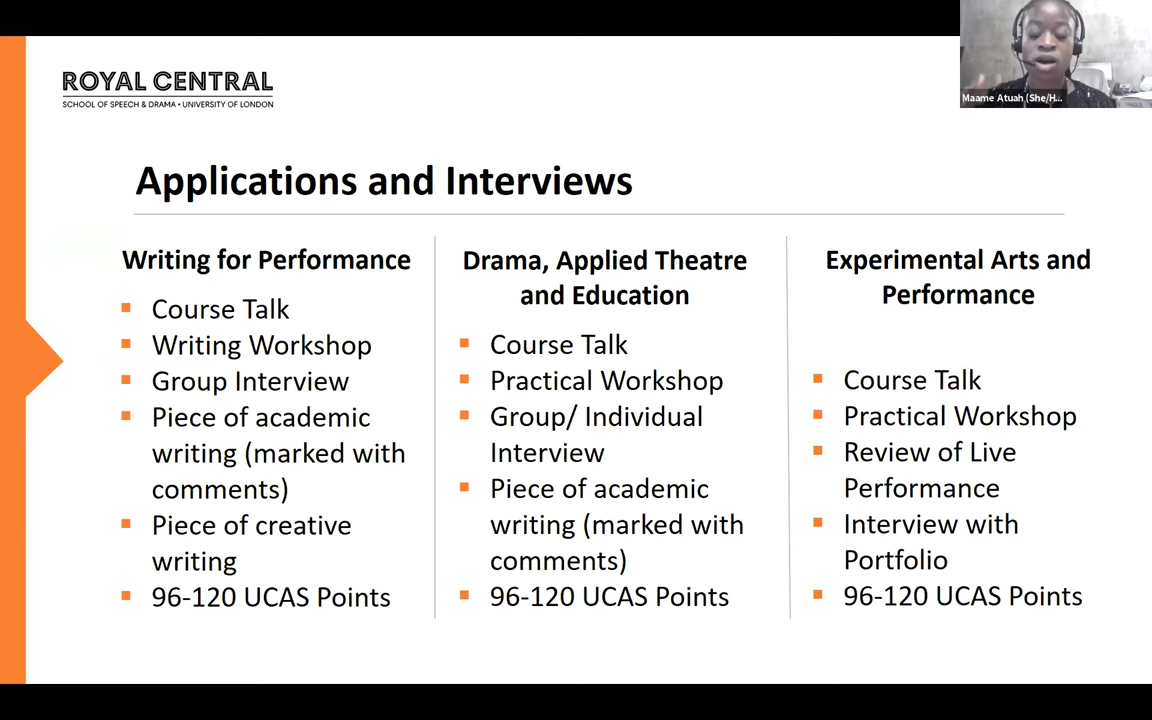 ROYAL CENTRAL
SCHOOL OF SPEECH & DRAMA • UNIVERSITY OF LONDON
Maame Atuah (She/H...
Applications and Interviews
Writing for Performance
Course Talk
Writing Workshop
Group Interview
Piece of academic
writing (marked with
comments)
Piece of creative
writing
96-120 UCAS Points
Drama, Applied Theatre
and Education
Course Talk
Practical Workshop
Group/ Individual
Interview
Piece of academic
writing (marked with
comments)
96-120 UCAS Points
Experimental Arts and
Performance
Course Talk
Practical Workshop
Review of Live
Performance
Interview with
Portfolio
96-120 UCAS Points